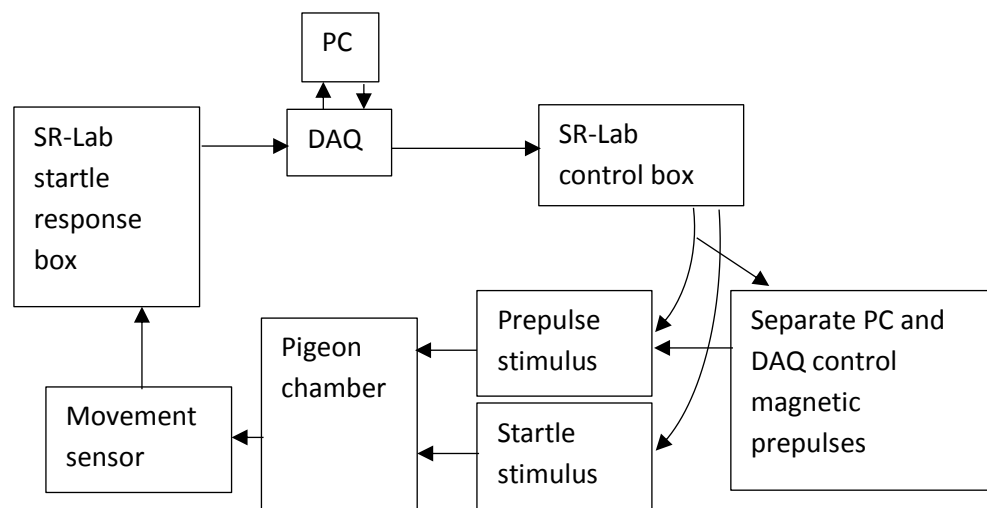 PC
SR-Lab
startle
response
box
DAQ
SR-Lab
control box
Prepulse
stimulus
Separate PC and
DAQ control
magnetic
prepulses
Pigeon
chamber
Movement
sensor
Startle
stimulus